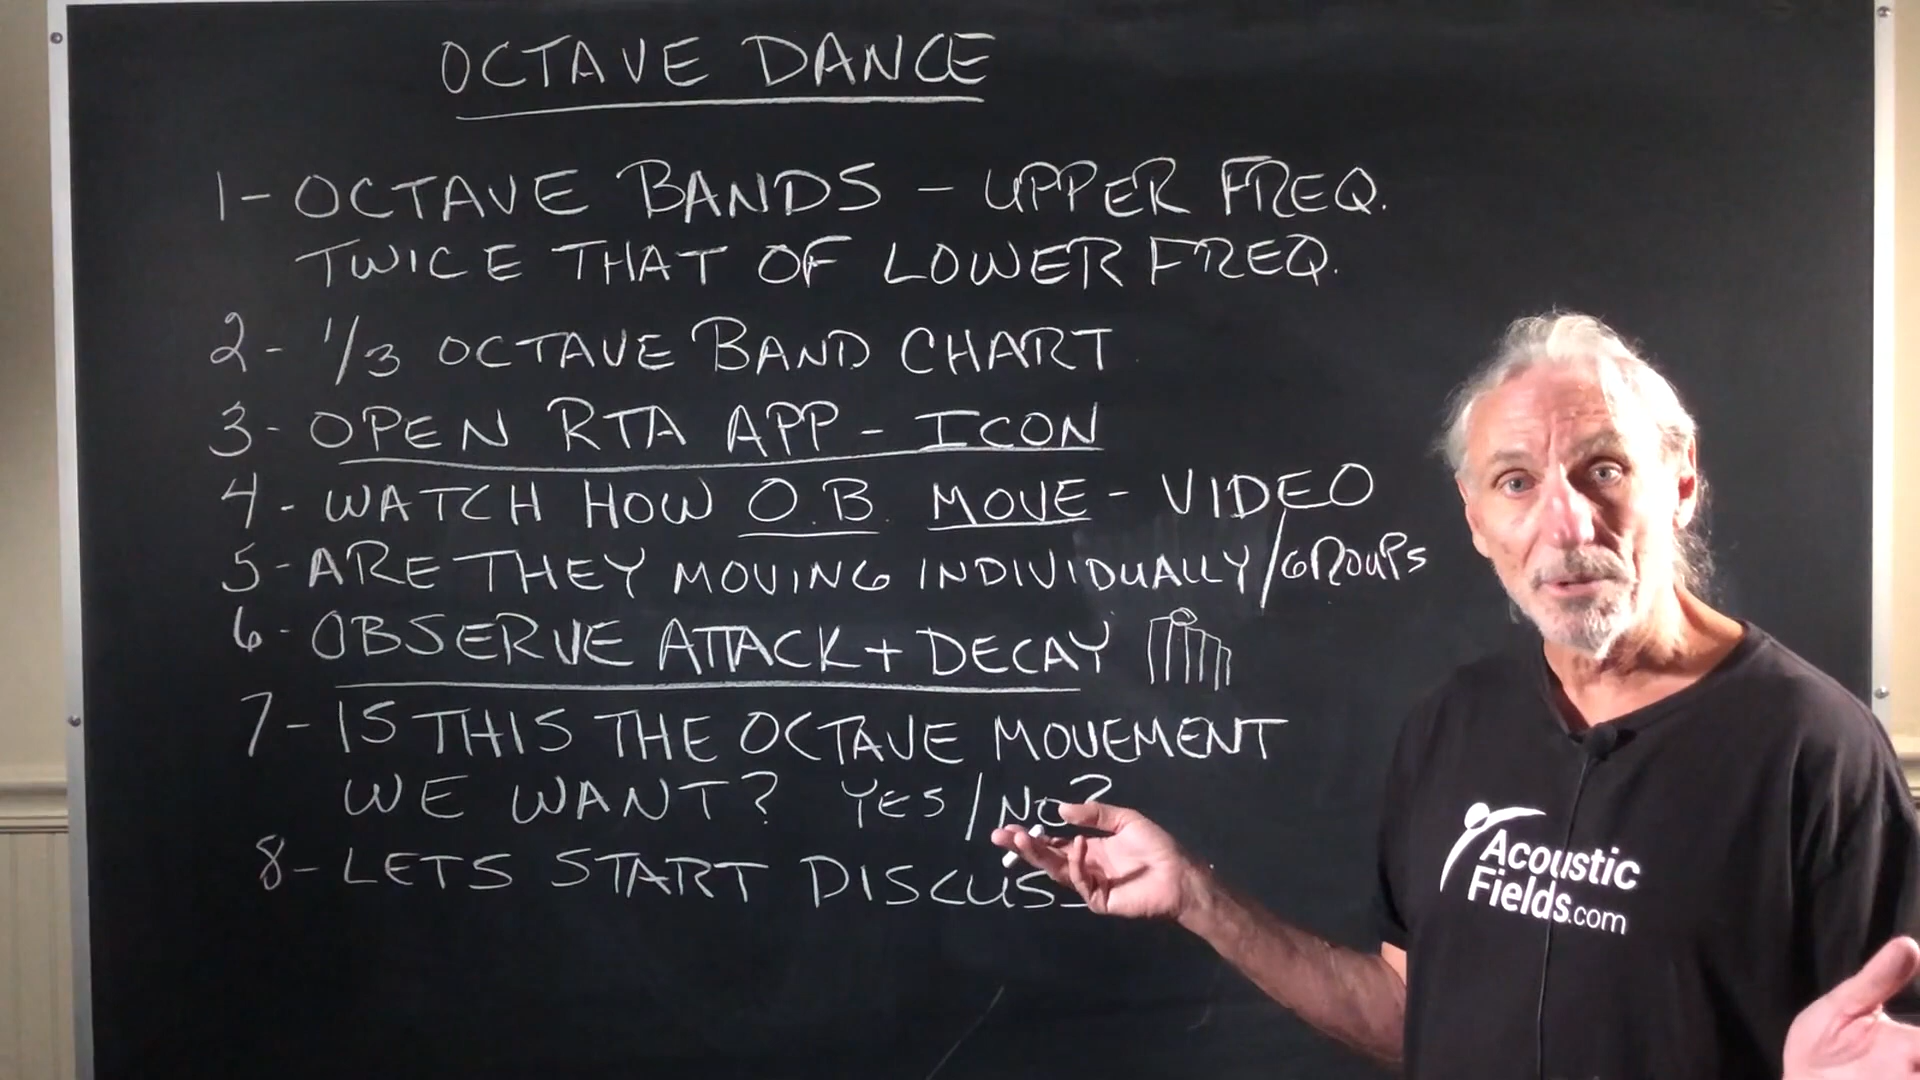 OCTAVE DANCE
1- OCTAVE BANDS - UPPER FREQ.
TWICE THAT OF LOWER FREQ.
2- 1/3 OCTAVE BAND CHART
3- OPEN RTA APP - ICON
4- WATCH HOW O.B. MOVE - VIDEO
5- ARE THEY MOVING INDIVIDUALLY/GROUPS
6- OBSERVE ATTACK + DECAY
7- IS THIS THE OCTAVE MOVEMENT
WE WANT? YES/NO?
8- LETS START DISCUSS
Acoustic
Fields.com